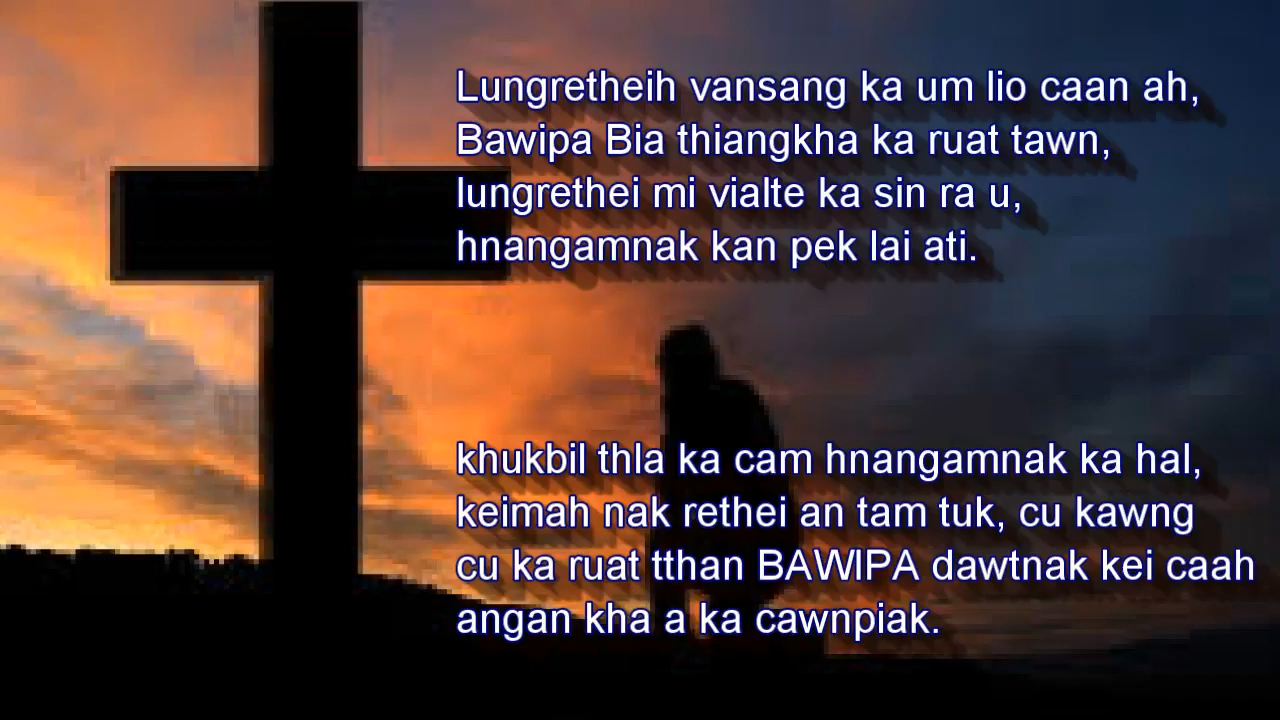 Lungretheih vansang ka um lio caan ah,
Bawipa Bia thiangkha ka ruat tawn,
lungrethei mi vialte ka sin ra u,
hnangamnak kan pek lai ati.
khukbil thla ka cam hnangamnak ka hal,
keimah nak rethei an tam tuk, cu kawng
cu ka ruat tthan BAWIPA dawtnak kei caah
angan kha a ka cawnpiak.